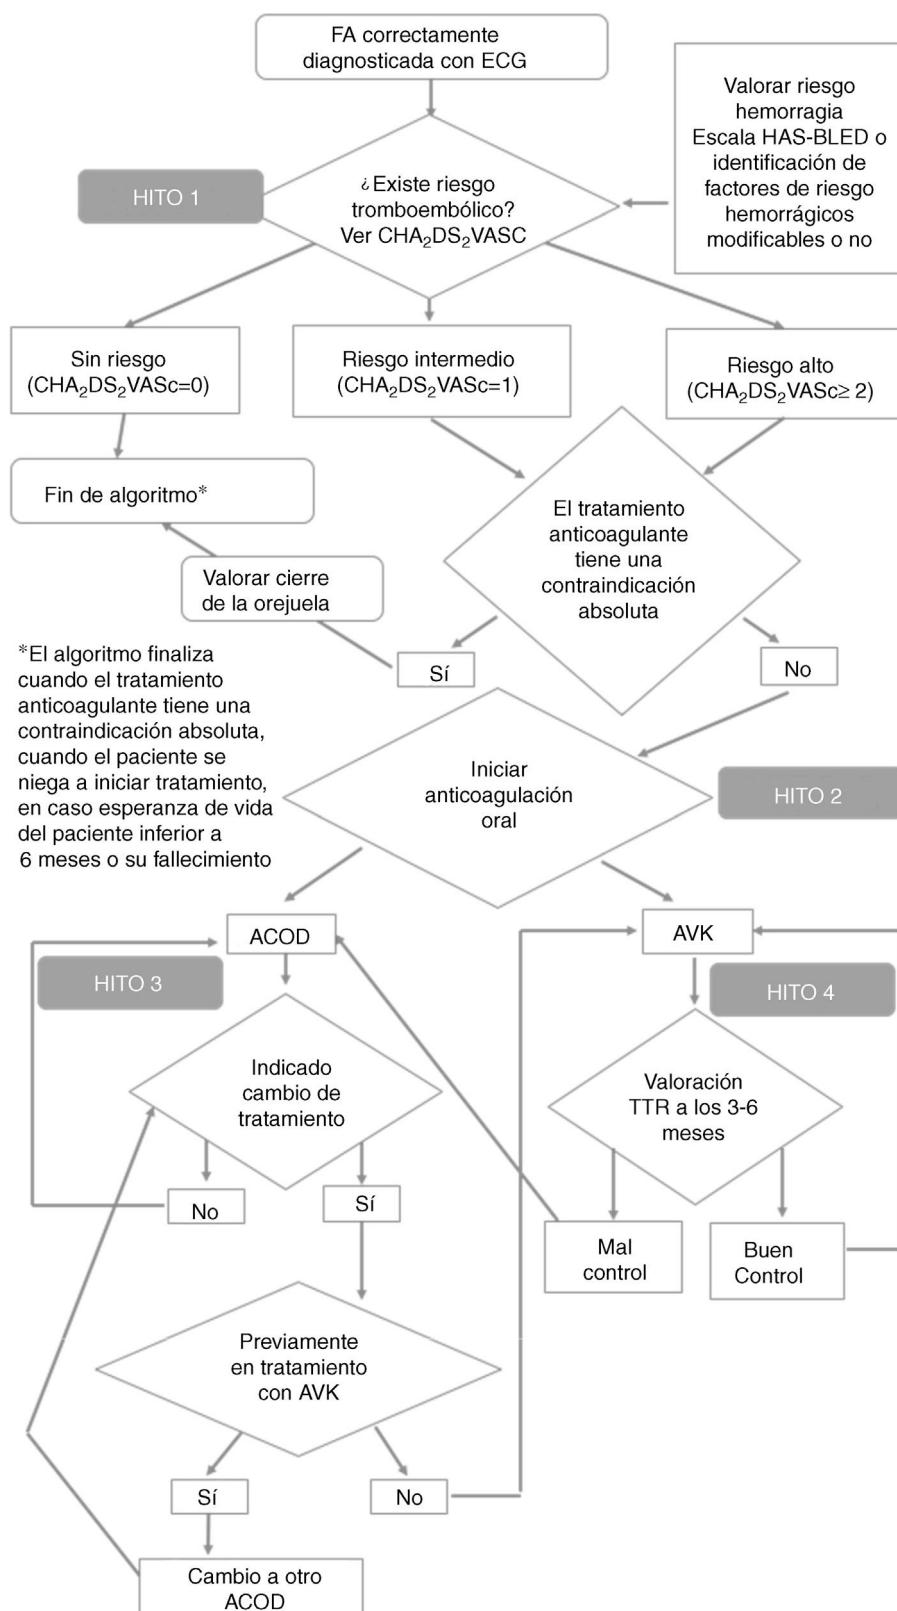 FA correctamente
diagnosticada con ECG
Valorar riesgo
hemorragia
Escala HAS-BLED o
identificación de
factores de riesgo
hemorrágicos
modificables o no
HITO 1
¿Existe riesgo
tromboembólico?
Ver CHA₂DS₂VASC
Sin riesgo
(CHA₂DS₂VASc=0)
Riesgo intermedio
(CHA₂DS₂VASc=1)
Riesgo alto
(CHA₂DS₂VASc≥ 2)
Fin de algoritmo*
El tratamiento
anticoagulante
tiene una
contraindicación
absoluta
Valorar cierre
de la orejuela
Sí
No
*El algoritmo finaliza
cuando el tratamiento
anticoagulante tiene una
contraindicación absoluta,
cuando el paciente se
niega a iniciar tratamiento,
en caso esperanza de vida
del paciente inferior a
6 meses o su fallecimiento
Iniciar
anticoagulación
oral
HITO 2
ACOD
AVK
HITO 3
HITO 4
Indicado
cambio de
tratamiento
Valoración
TTR a los 3-6
meses
No
Sí
Mal
control
Buen
Control
Previamente
en tratamiento
con AVK
Sí
No
Cambio a otro
ACOD